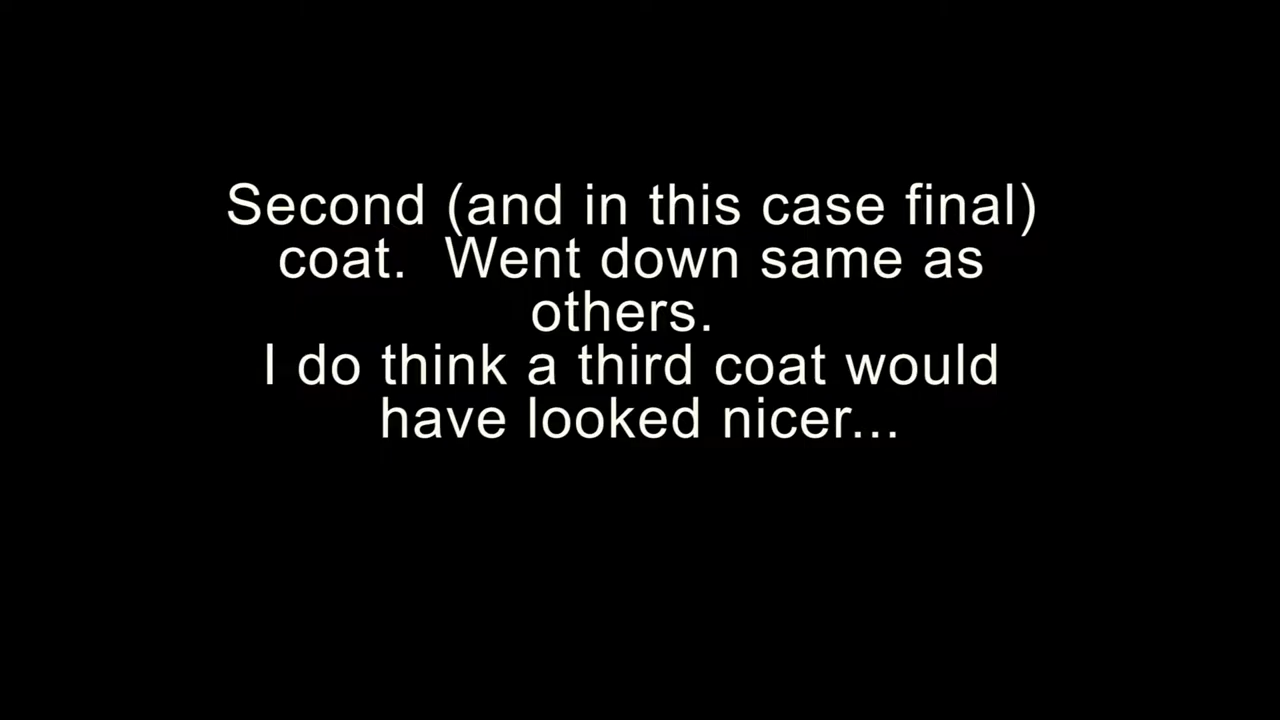 Second (and in this case final)
coat.  Went down same as
others.
I do think a third coat would
have looked nicer...